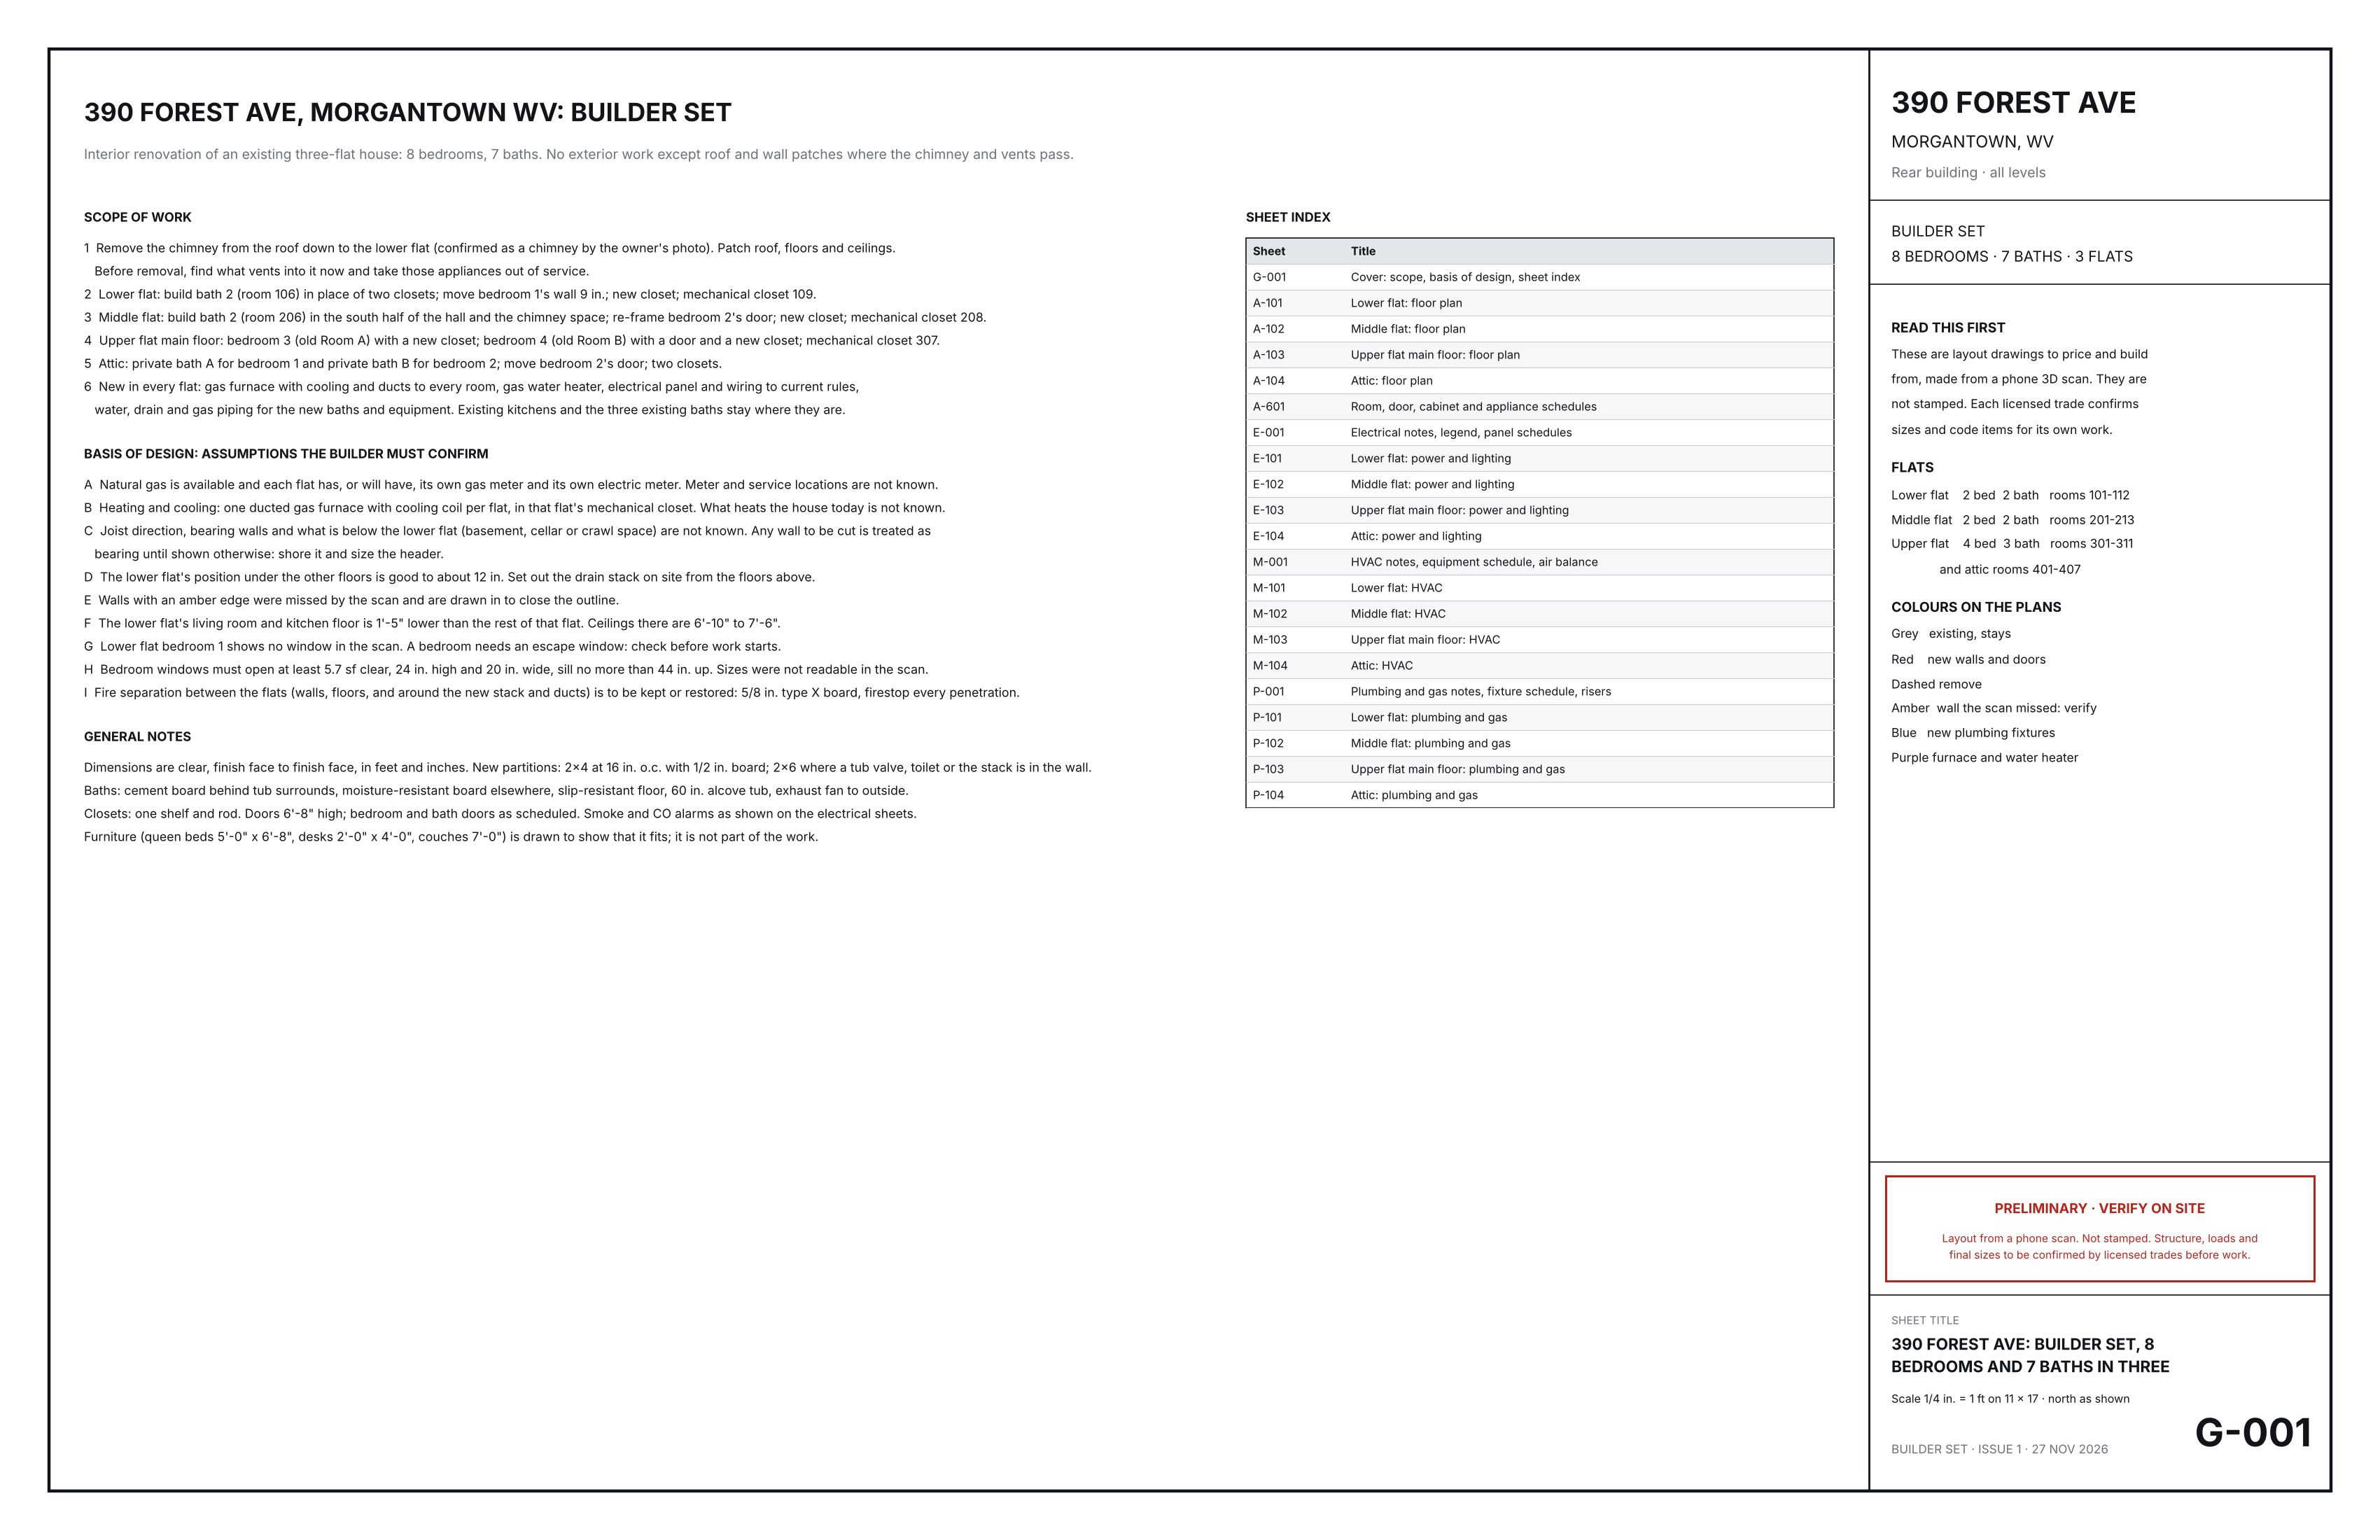 390 FOREST AVE, MORGANTOWN WV: BUILDER SET
Interior renovation of an existing three-flat house: 8 bedrooms, 7 baths. No exterior work except roof and wall patches where the chimney and vents pass.
SCOPE OF WORK
1 Remove the chimney from the roof down to the lower flat (confirmed as a chimney by the owner's photo). Patch roof, floors and ceilings.
Before removal, find what vents into it now and take those appliances out of service.
2 Lower flat: build bath 2 (room 106) in place of two closets; move bedroom 1's wall 9 in.; new closet; mechanical closet 109.
3 Middle flat: build bath 2 (room 206) in the south half of the hall and the chimney space; re-frame bedroom 2's door; new closet; mechanical closet 208.
4 Upper flat main floor: bedroom 3 (old Room A) with a new closet; bedroom 4 (old Room B) with a door and a new closet; mechanical closet 307.
5 Attic: private bath A for bedroom 1 and private bath B for bedroom 2; move bedroom 2's door; two closets.
6 New in every flat: gas furnace with cooling and ducts to every room, gas water heater, electrical panel and wiring to current rules,
water, drain and gas piping for the new baths and equipment. Existing kitchens and the three existing baths stay where they are.
BASIS OF DESIGN: ASSUMPTIONS THE BUILDER MUST CONFIRM
A Natural gas is available and each flat has, or will have, its own gas meter and its own electric meter. Meter and service locations are not known.
B Heating and cooling: one ducted gas furnace with cooling coil per flat, in that flat's mechanical closet. What heats the house today is not known.
C Joist direction, bearing walls and what is below the lower flat (basement, cellar or crawl space) are not known. Any wall to be cut is treated as
bearing until shown otherwise: shore it and size the header.
D The lower flat's position under the other floors is good to about 12 in. Set out the drain stack on site from the floors above.
E Walls with an amber edge were missed by the scan and are drawn in to close the outline.
F The lower flat's living room and kitchen floor is 1'-5" lower than the rest of that flat. Ceilings there are 6'-10" to 7'-6".
G Lower flat bedroom 1 shows no window in the scan. A bedroom needs an escape window: check before work starts.
H Bedroom windows must open at least 5.7 sf clear, 24 in. high and 20 in. wide, sill no more than 44 in. up. Sizes were not readable in the scan.
I Fire separation between the flats (walls, floors, and around the new stack and ducts) is to be kept or restored: 5/8 in. type X board, firestop every penetration.
GENERAL NOTES
Dimensions are clear, finish face to finish face, in feet and inches. New partitions: 2×4 at 16 in. o.c. with 1/2 in. board; 2×6 where a tub valve, toilet or the stack is in the wall.
Baths: cement board behind tub surrounds, moisture-resistant board elsewhere, slip-resistant floor, 60 in. alcove tub, exhaust fan to outside.
Closets: one shelf and rod. Doors 6'-8" high; bedroom and bath doors as scheduled. Smoke and CO alarms as shown on the electrical sheets.
Furniture (queen beds 5'-0" x 6'-8", desks 2'-0" x 4'-0", couches 7'-0") is drawn to show that it fits; it is not part of the work.
SHEET INDEX
Sheet Title
G-001 Cover: scope, basis of design, sheet index
A-101 Lower flat: floor plan
A-102 Middle flat: floor plan
A-103 Upper flat main floor: floor plan
A-104 Attic: floor plan
A-601 Room, door, cabinet and appliance schedules
E-001 Electrical notes, legend, panel schedules
E-101 Lower flat: power and lighting
E-102 Middle flat: power and lighting
E-103 Upper flat main floor: power and lighting
E-104 Attic: power and lighting
M-001 HVAC notes, equipment schedule, air balance
M-101 Lower flat: HVAC
M-102 Middle flat: HVAC
M-103 Upper flat main floor: HVAC
M-104 Attic: HVAC
P-001 Plumbing and gas notes, fixture schedule, risers
P-101 Lower flat: plumbing and gas
P-102 Middle flat: plumbing and gas
P-103 Upper flat main floor: plumbing and gas
P-104 Attic: plumbing and gas
390 FOREST AVE
MORGANTOWN, WV
Rear building · all levels
BUILDER SET
8 BEDROOMS · 7 BATHS · 3 FLATS
READ THIS FIRST
These are layout drawings to price and build
from, made from a phone 3D scan. They are
not stamped. Each licensed trade confirms
sizes and code items for its own work.
FLATS
Lower flat 2 bed 2 bath rooms 101-112
Middle flat 2 bed 2 bath rooms 201-213
Upper flat 4 bed 3 bath rooms 301-311
and attic rooms 401-407
COLOURS ON THE PLANS
Grey existing, stays
Red new walls and doors
Dashed remove
Amber wall the scan missed: verify
Blue new plumbing fixtures
Purple furnace and water heater
PRELIMINARY · VERIFY ON SITE
Layout from a phone scan. Not stamped. Structure, loads and
final sizes to be confirmed by licensed trades before work.
SHEET TITLE
390 FOREST AVE: BUILDER SET, 8
BEDROOMS AND 7 BATHS IN THREE
Scale 1/4 in. = 1 ft on 11 × 17 · north as shown
BUILDER SET · ISSUE 1 · 27 NOV 2026
G-001